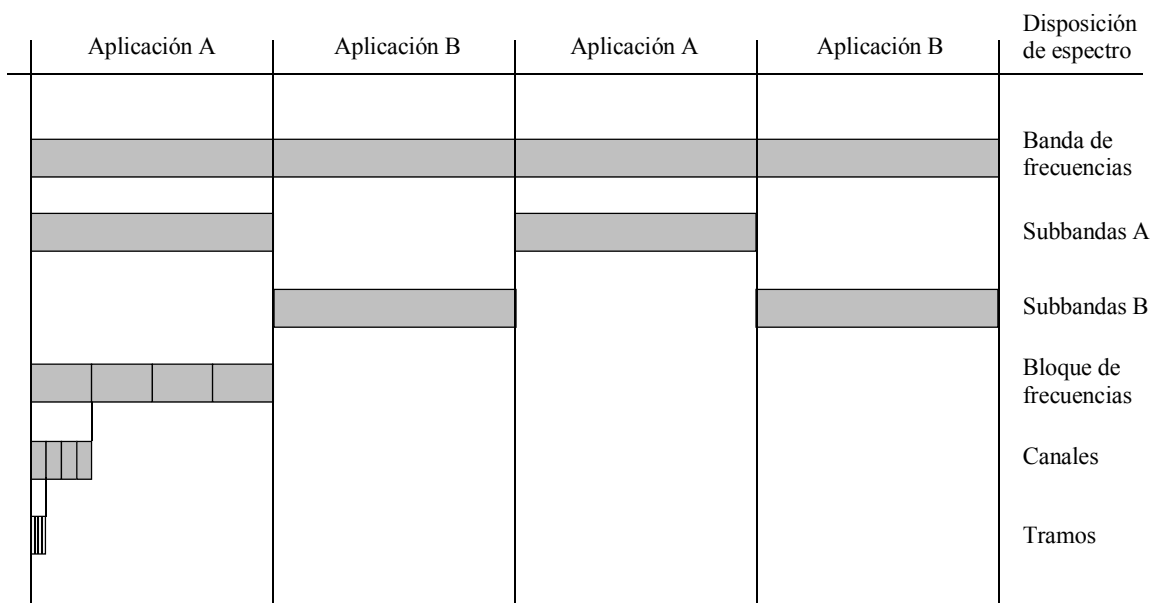 Aplicación A
Aplicación B
Aplicación A
Aplicación B
Disposición
de espectro
Banda de
frecuencias
Subbandas A
Subbandas B
Bloque de
frecuencias
Canales
Tramos